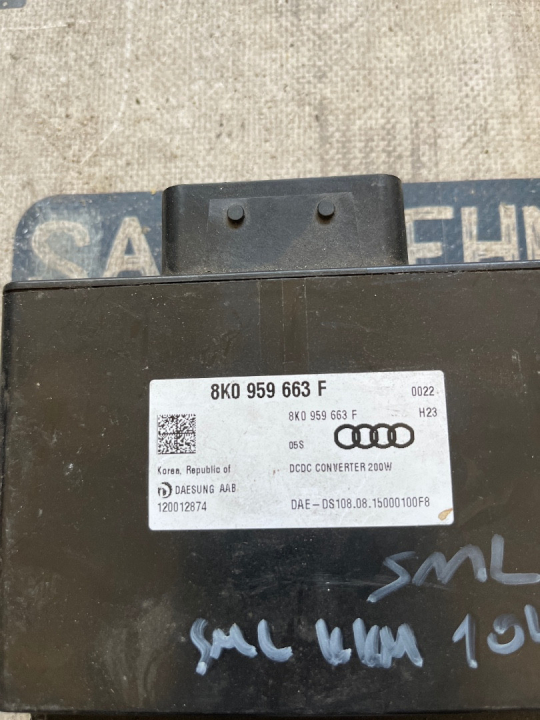 8K0 959 663 F
0022
8K0 959 663 F
H23
05S
Korea, Republic of
DCDC CONVERTER 200W
DAESUNG AAB
120012874
DAE-DS108.08.15000100F8
SML
SML KKM